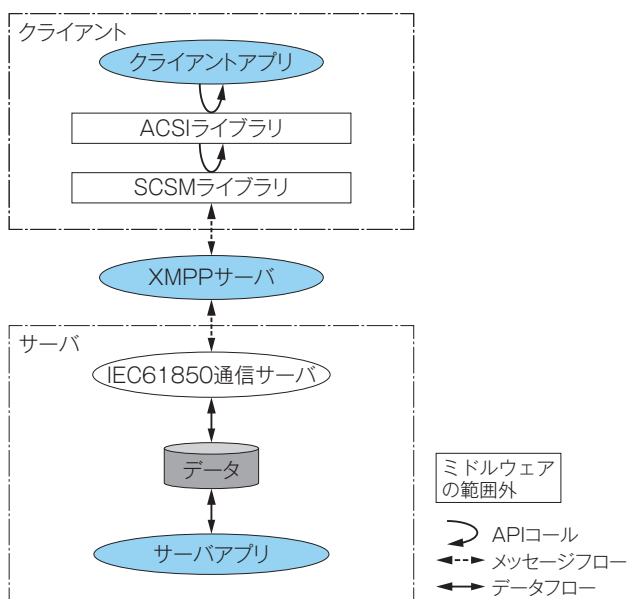 クライアント
クライアントアプリ
ACSIライブラリ
SCSMライブラリ
XMPPサーバ
サーバ
IEC61850通信サーバ
データ
サーバアプリ
ミドルウェア
の範囲外
APIコール
メッセージフロー
データフロー